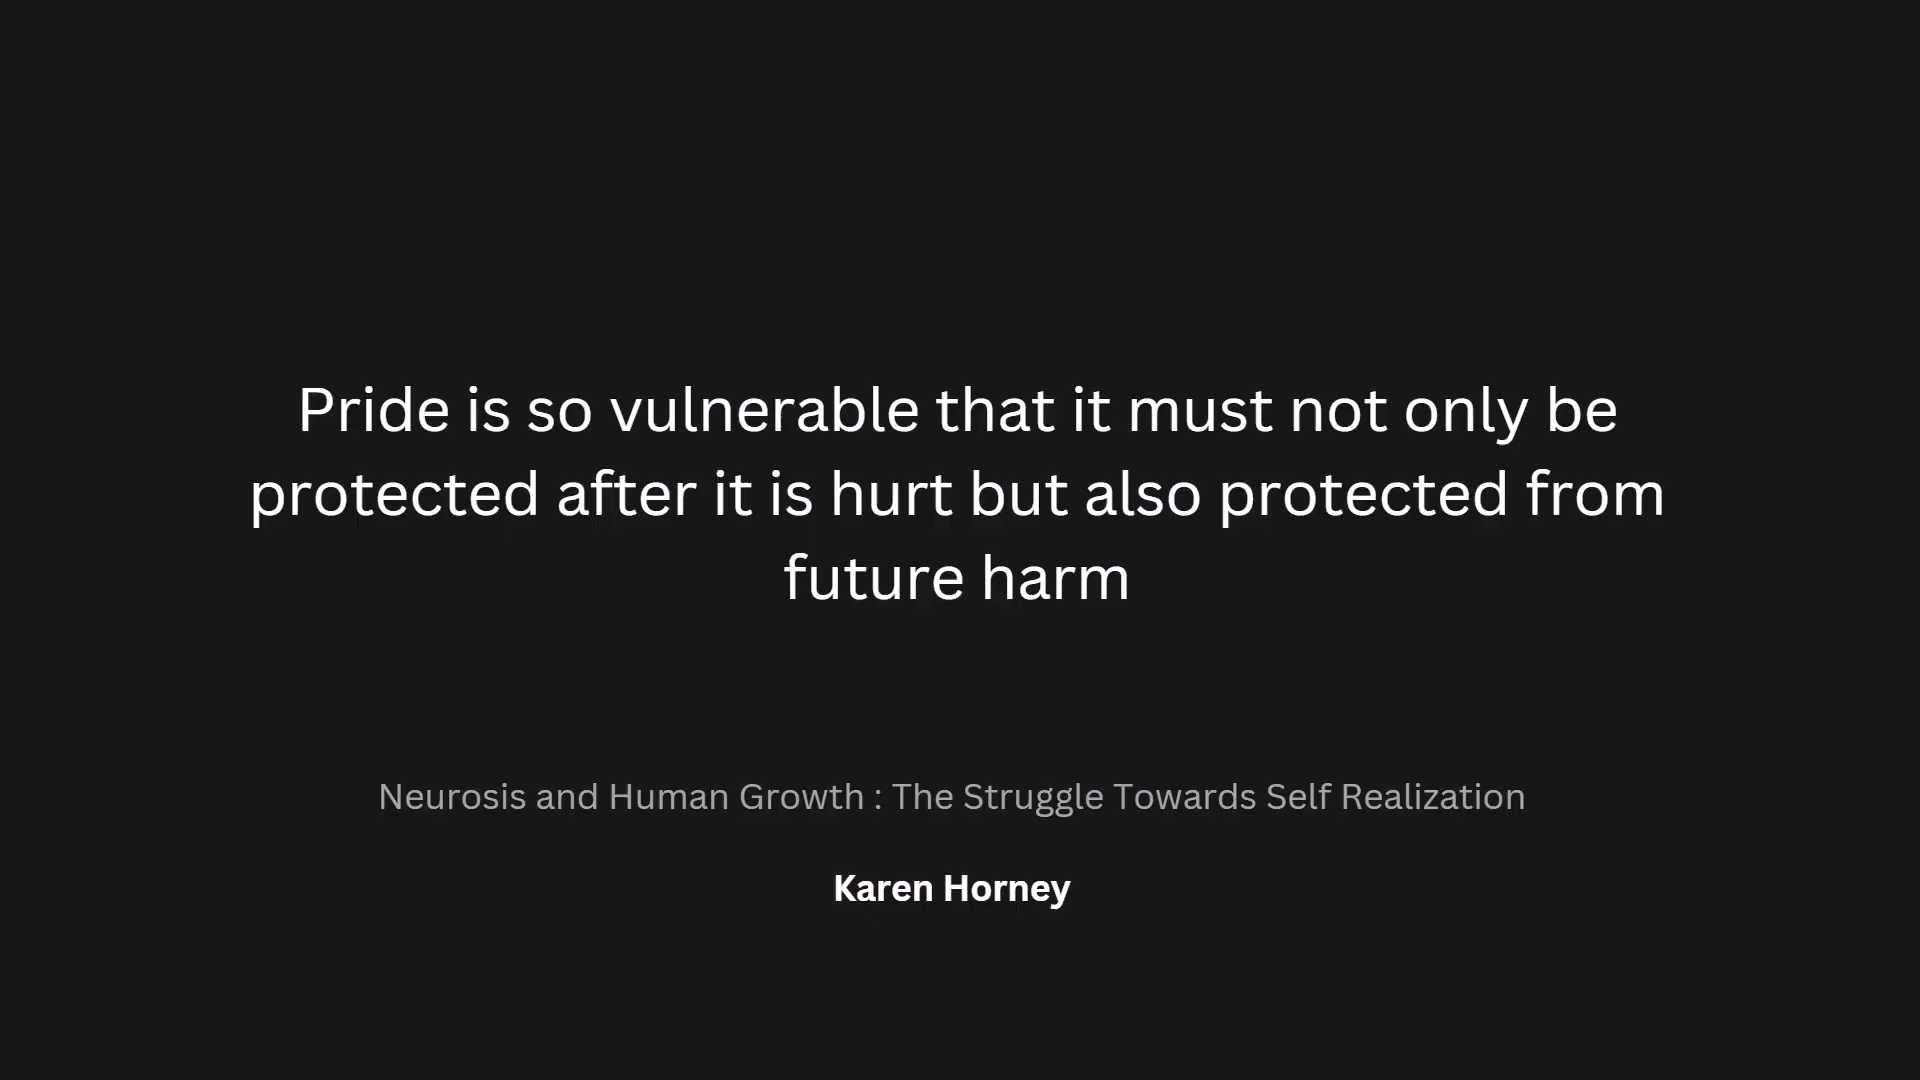 Pride is so vulnerable that it must not only be
protected after it is hurt but also protected from
future harm
Neurosis and Human Growth : The Struggle Towards Self Realization
Karen Horney